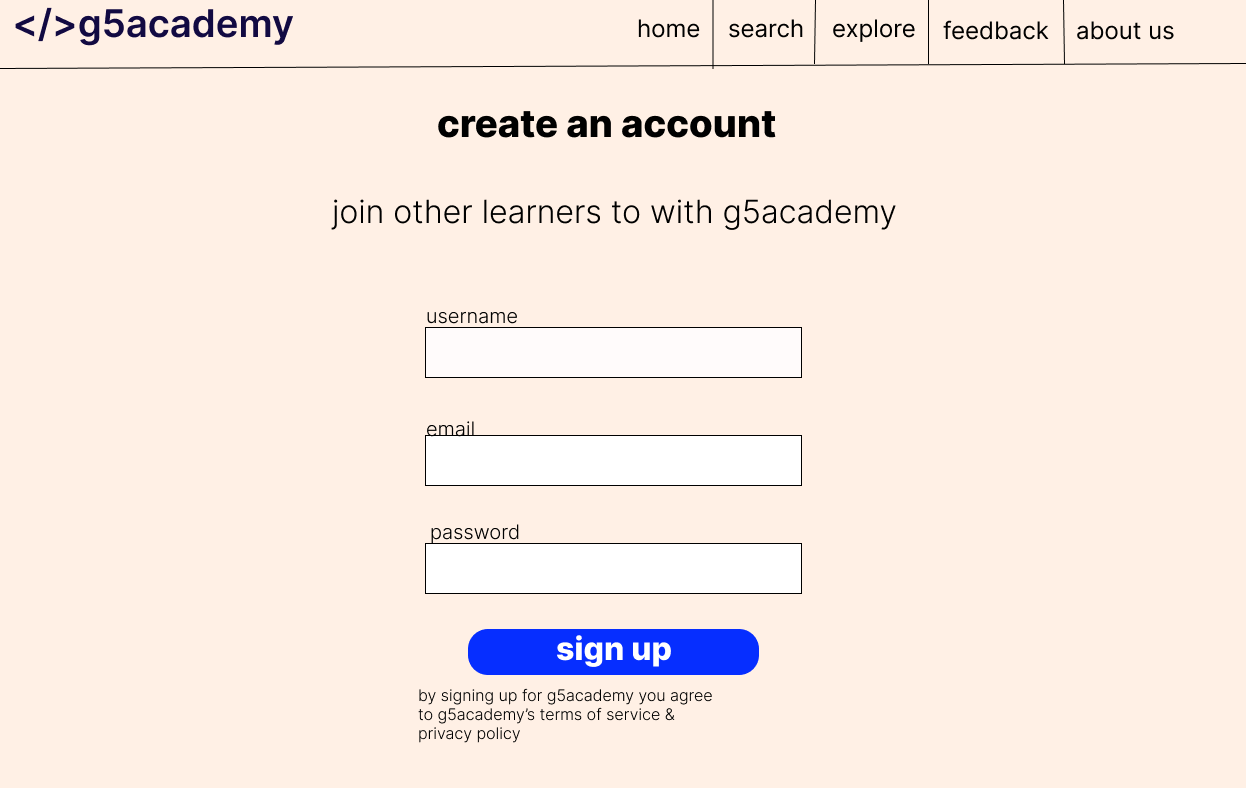 </>g5academy
home search explore feedback about us
create an account
join other learners to with g5academy
username
email
password
sign up
by signing up for g5academy you agree
to g5academy’s terms of service &
privacy policy